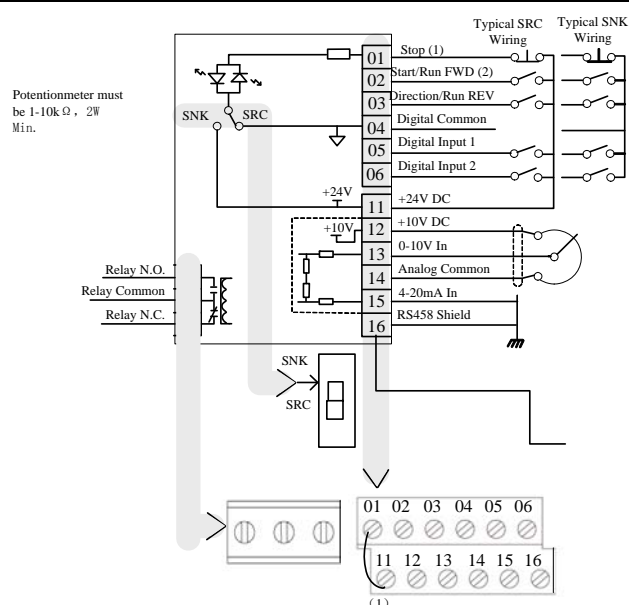 Typical SRC Wiring
Typical SNK Wiring
Potentionmeter must
be 1-10kΩ，2W
Min.
SNK
SRC
01 Stop (1)
02 Start/Run FWD (2)
03 Direction/Run REV
04 Digital Common
05 Digital Input 1
06 Digital Input 2
+24V
11 +24V DC
+10V
12 +10V DC
13 0-10V In
14 Analog Common
15 4-20mA In
16 RS458 Shield
Relay N.O.
Relay Common
Relay N.C.
SNK
SRC
01 02 03 04 05 06
11 12 13 14 15 16
(1)